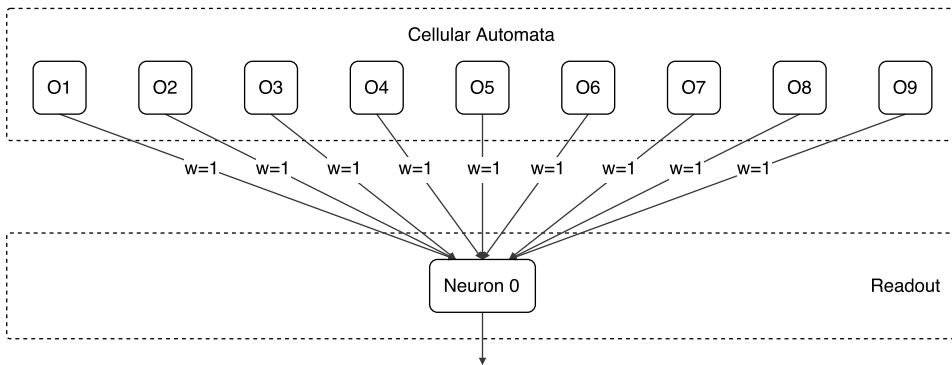 Cellular Automata
O1 O2 O3 O4 O5 O6 O7 O8 O9
w=1 w=1 w=1 w=1 w=1 w=1 w=1 w=1 w=1
Neuron 0
Readout